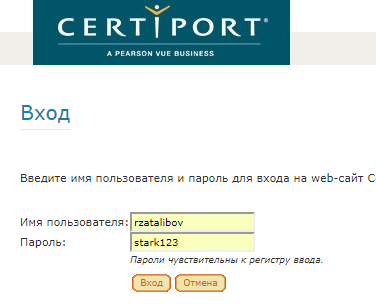 CERTIPORT®
A PEARSON VUE BUSINESS
Вход
Введите имя пользователя и пароль для входа на web-сайт C
Имя пользователя: rzatalibov
Пароль: stark123
Пароли чувствительны к регистру ввода.
Вход Отмена